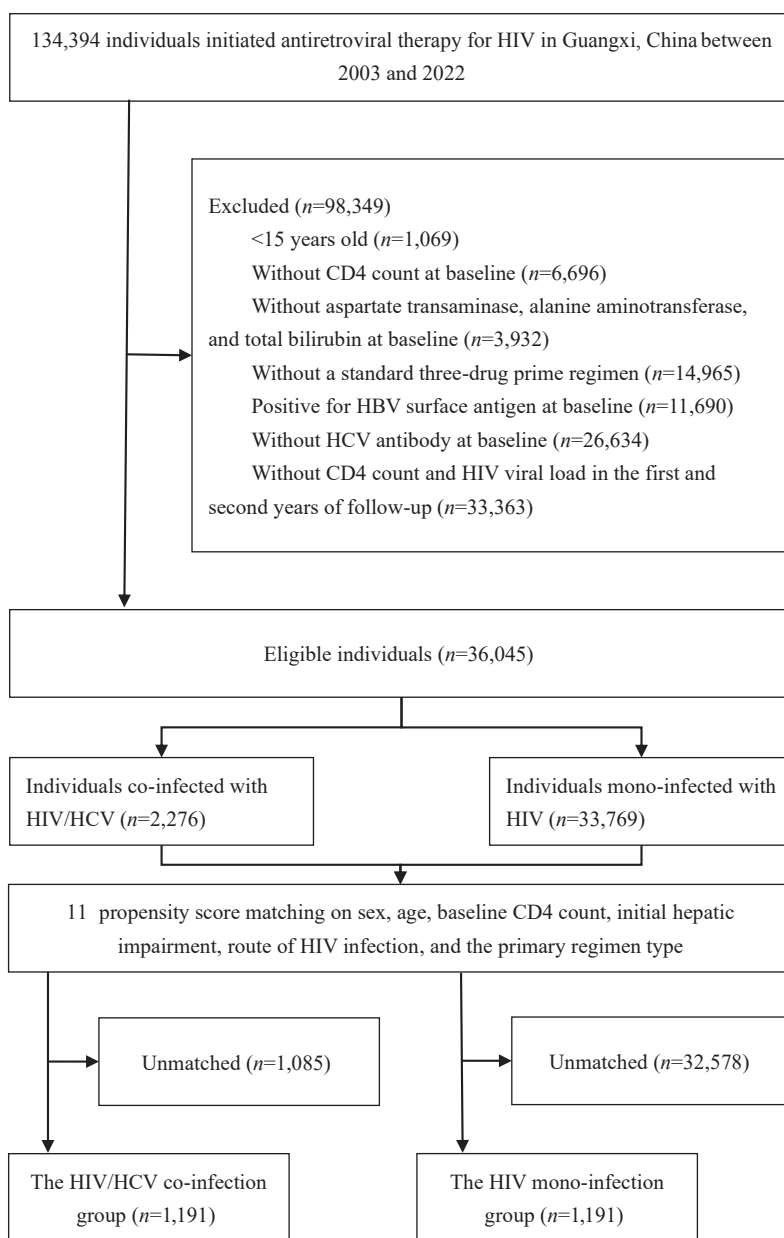 134,394 individuals initiated antiretroviral therapy for HIV in Guangxi, China between
2003 and 2022
Excluded (n=98,349)
<15 years old (n=1,069)
Without CD4 count at baseline (n=6,696)
Without aspartate transaminase, alanine aminotransferase,
and total bilirubin at baseline (n=3,932)
Without a standard three-drug prime regimen (n=14,965)
Positive for HBV surface antigen at baseline (n=11,690)
Without HCV antibody at baseline (n=26,634)
Without CD4 count and HIV viral load in the first and
second years of follow-up (n=33,363)
Eligible individuals (n=36,045)
Individuals co-infected with
HIV/HCV (n=2,276)
Individuals mono-infected with
HIV (n=33,769)
11 propensity score matching on sex, age, baseline CD4 count, initial hepatic
impairment, route of HIV infection, and the primary regimen type
Unmatched (n=1,085)
Unmatched (n=32,578)
The HIV/HCV co-infection
group (n=1,191)
The HIV mono-infection
group (n=1,191)